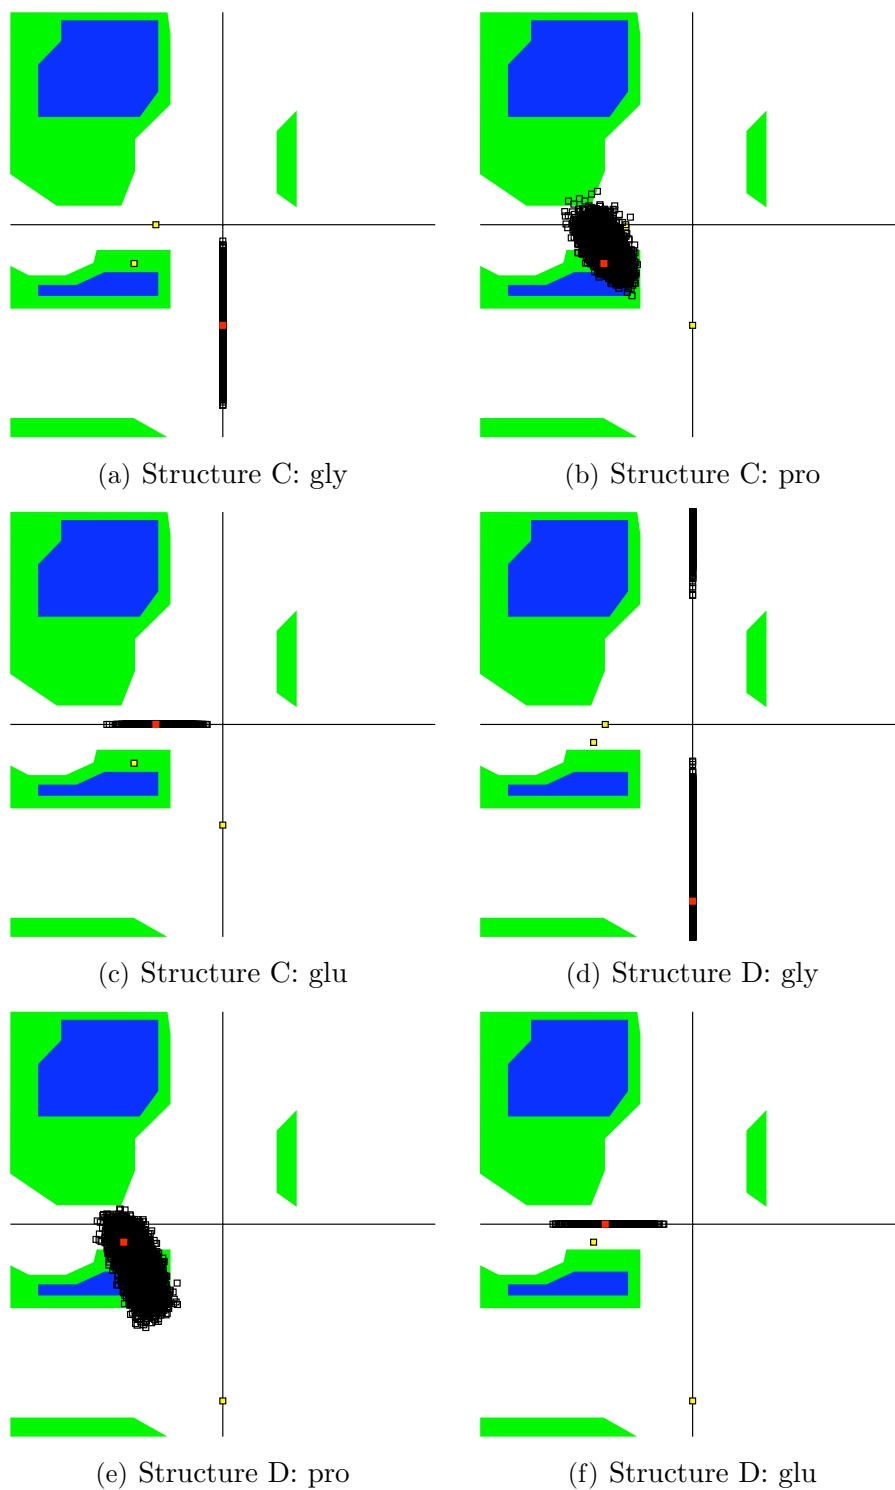 (a) Structure C: gly
(b) Structure C: pro
(c) Structure C: glu
(d) Structure D: gly
(e) Structure D: pro
(f) Structure D: glu